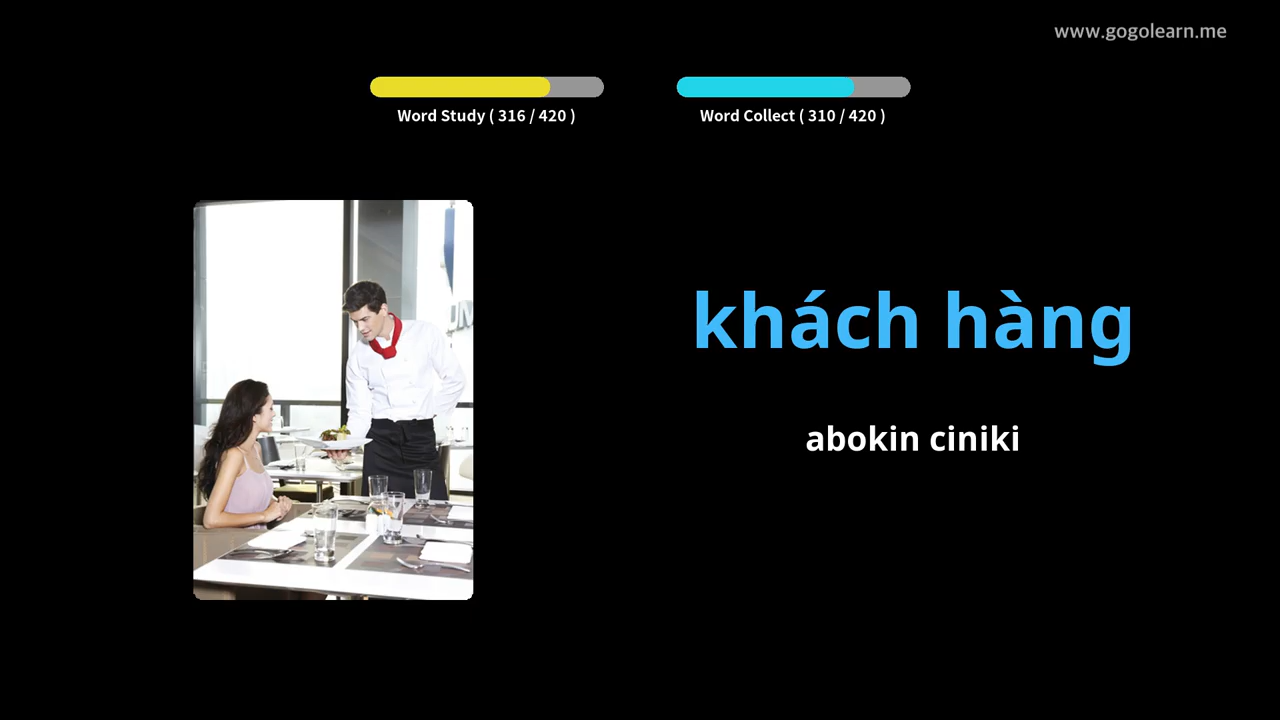 www.gogolearn.me
Word Study ( 316 / 420 )
Word Collect ( 310 / 420 )
khách hàng
abokin ciniki